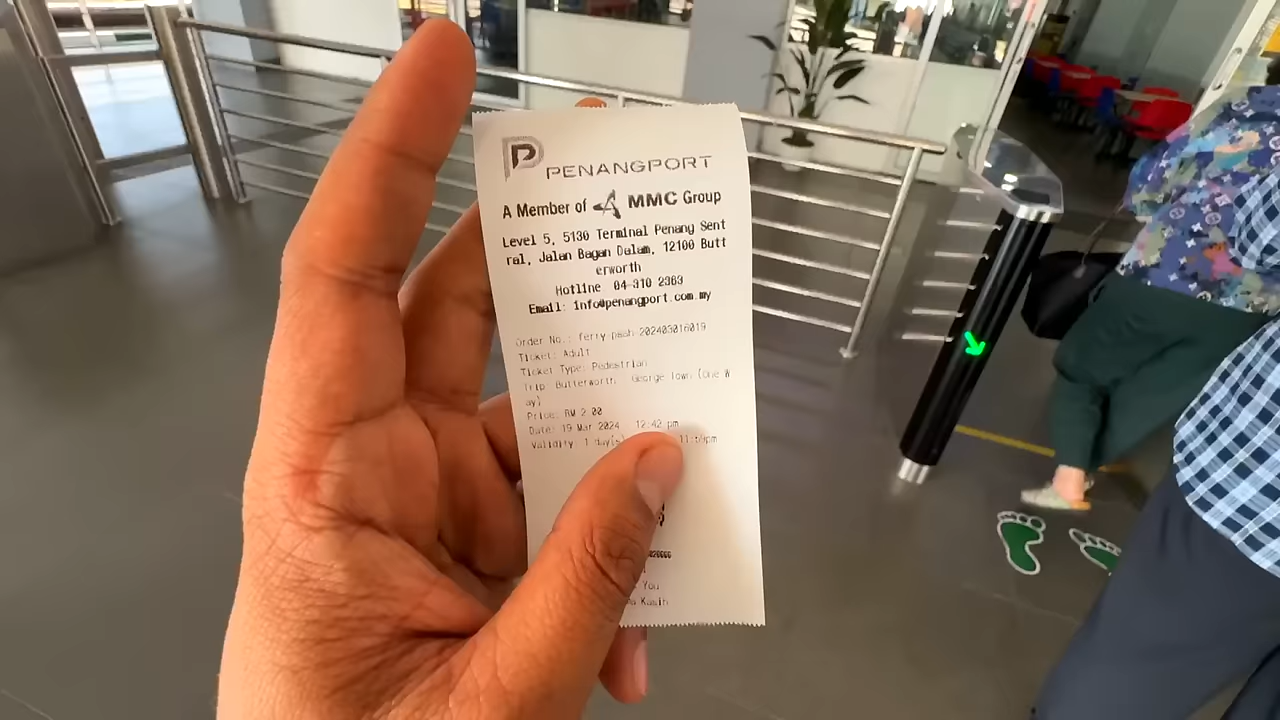 PENANGPORT
A Member of MMC Group
Level 5, 5130 Terminal Penang Sent
ral, Jalan Bagan Dalam, 12100 Butt
erworth
Hotline 04-310 2363
Email: info@penangport.com.my
Order No.: ferry-pbah-202403016019
Ticket: Adult
Ticket Type: Pedestrian
Trip: Butterworth George Town (One W
ay)
Price: RM 2.00
Date: 19 Mar 2024 12:42 pm
Validity 1 day(s) 11:59pm
You
Kasih